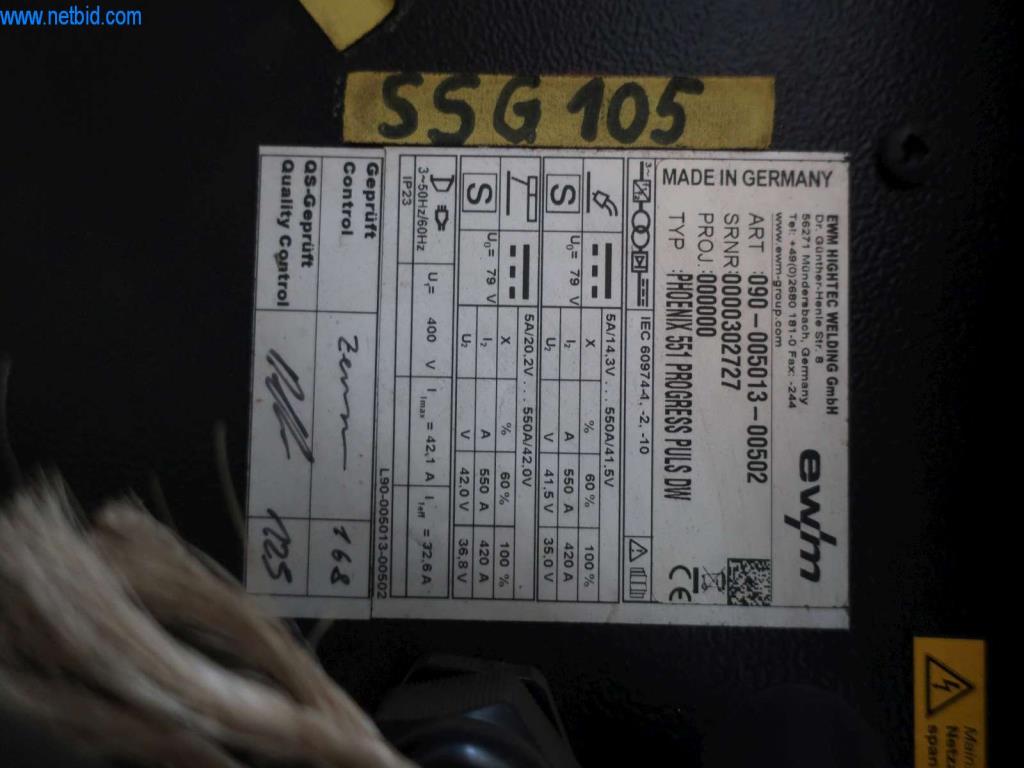 www.netbid.com
SSG 105
EWM HIGHTEC WELDING GmbH
Dr. Günther-Henle Str. 8
56271 Mündersbach, Germany
Tel: +49(0)2680 181-0 Fax: -244
www.ewm-group.com
ewm
MADE IN GERMANY
ART :090-005013-00502
SRNR:0000302727
PROJ.:000000
TYP :PHOENIX 551 PROGRESS PULS DW
CE
3~
IEC 60974-1, -2, -10
5A/14.3V... 550A/41.5V
S
U0= 79 V
X % 60% 100%
I2 A 550 A 420 A
U2 V 41,5 V 35,0 V
5A/20.2V... 550A/42.0V
S
U0= 79 V
X % 60% 100%
I2 A 550 A 420 A
U2 V 42,0 V 36,8 V
3~50Hz/60Hz
U1= 400 V
I1max = 42,1 A
I1eff = 32,6 A
IP23
L90-005013-00502
Geprüft
Control
168
QS-Geprüft
Quality Control
125